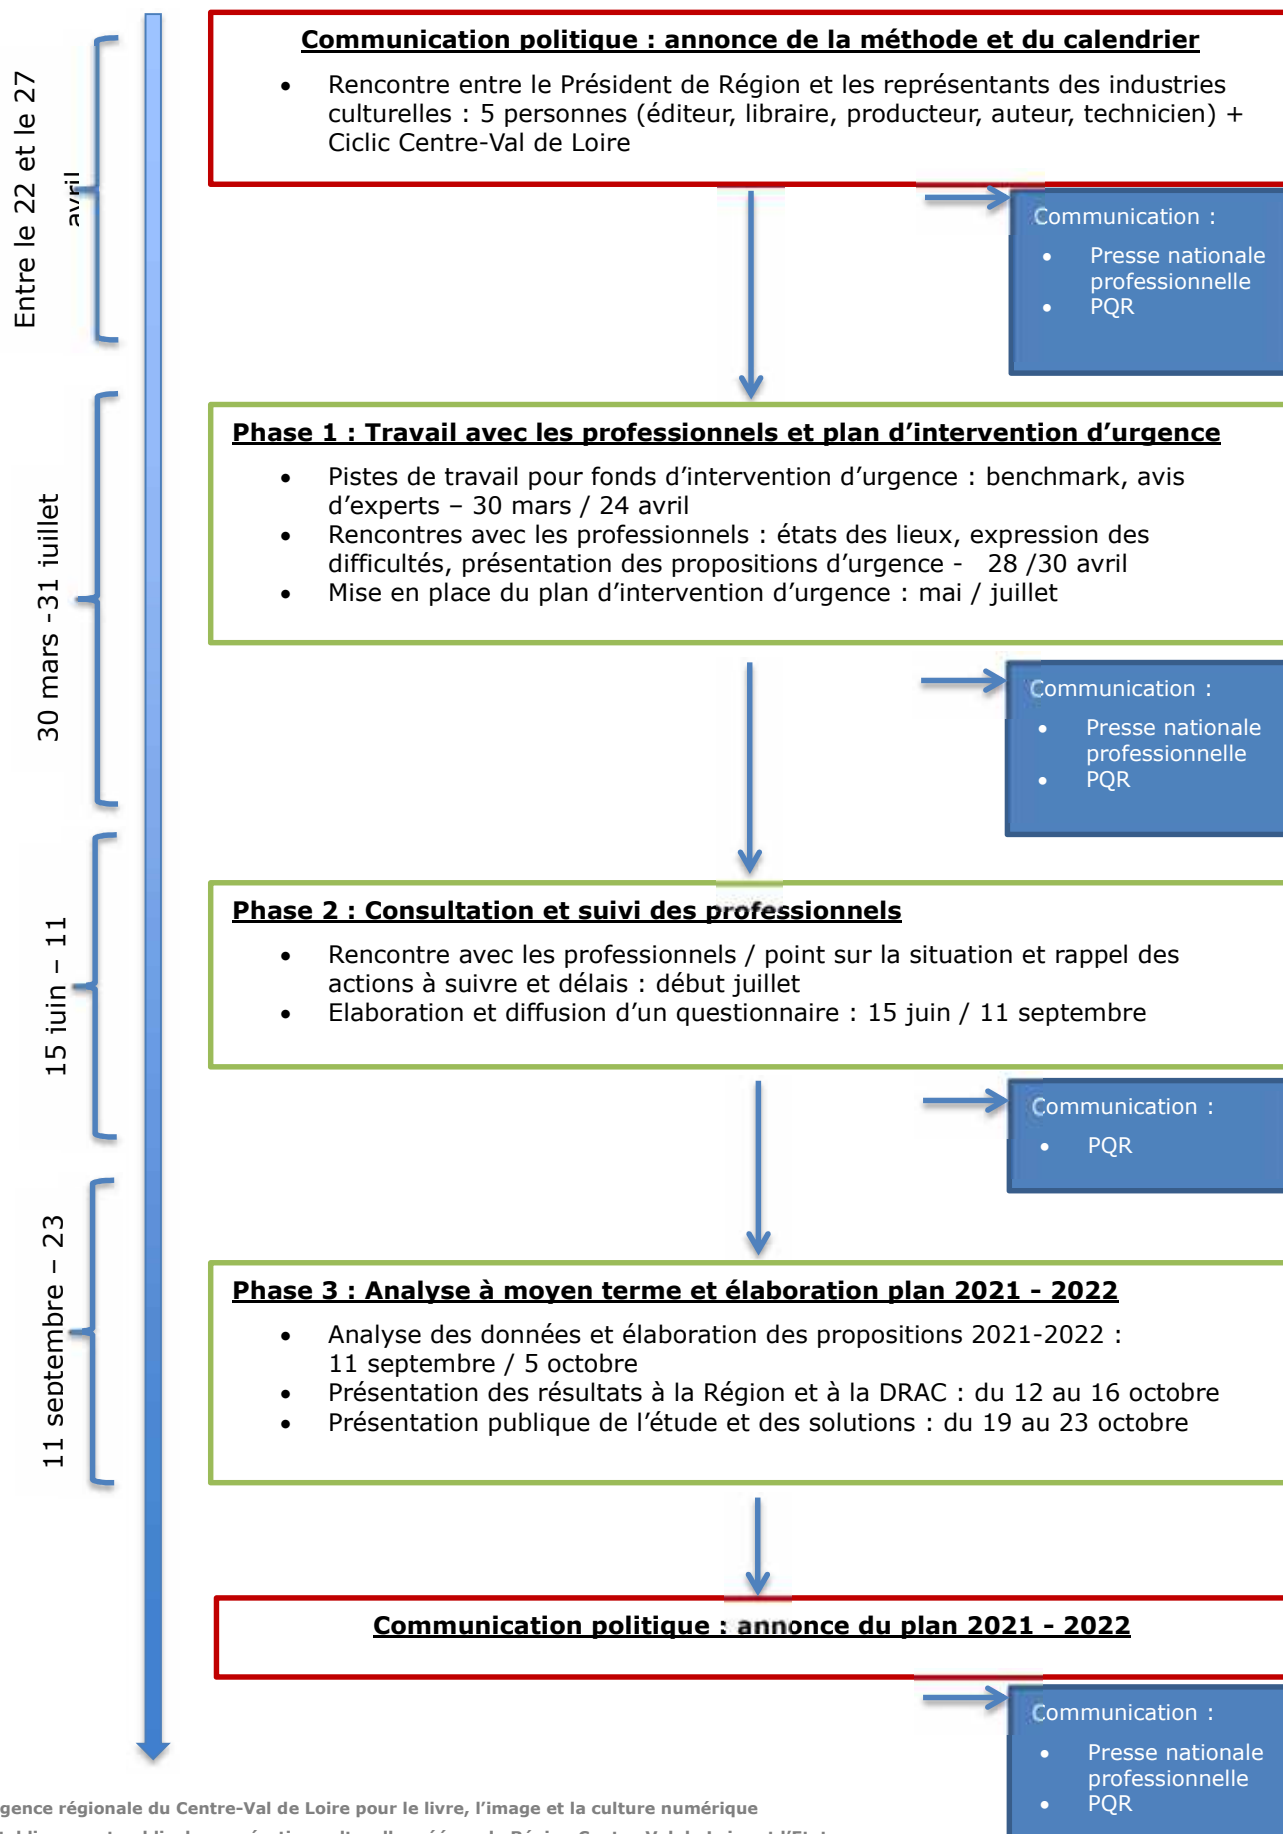 Communication politique : annonce de la méthode et du calendrier
• Rencontre entre le Président de Région et les représentants des industries
culturelles : 5 personnes (éditeur, libraire, producteur, auteur, technicien) +
Ciclic Centre-Val de Loire
Entre le 22 et le 27
avril
Communication :
• Presse nationale
professionnelle
• PQR
Phase 1 : Travail avec les professionnels et plan d’intervention d’urgence
• Pistes de travail pour fonds d’intervention d’urgence : benchmark, avis
d’experts – 30 mars / 24 avril
• Rencontres avec les professionnels : états des lieux, expression des
difficultés, présentation des propositions d’urgence - 28 /30 avril
• Mise en place du plan d’intervention d’urgence : mai / juillet
30 mars -31 juillet
Communication :
• Presse nationale
professionnelle
• PQR
Phase 2 : Consultation et suivi des professionnels
• Rencontre avec les professionnels / point sur la situation et rappel des
actions à suivre et délais : début juillet
• Elaboration et diffusion d’un questionnaire : 15 juin / 11 septembre
15 juin – 11
Communication :
• PQR
Phase 3 : Analyse à moyen terme et élaboration plan 2021 - 2022
• Analyse des données et élaboration des propositions 2021-2022 :
11 septembre / 5 octobre
• Présentation des résultats à la Région et à la DRAC : du 12 au 16 octobre
• Présentation publique de l’étude et des solutions : du 19 au 23 octobre
11 septembre – 23
Communication politique : annonce du plan 2021 - 2022
Communication :
• Presse nationale
professionnelle
• PQR
gence régionale du Centre-Val de Loire pour le livre, l’image et la culture numérique